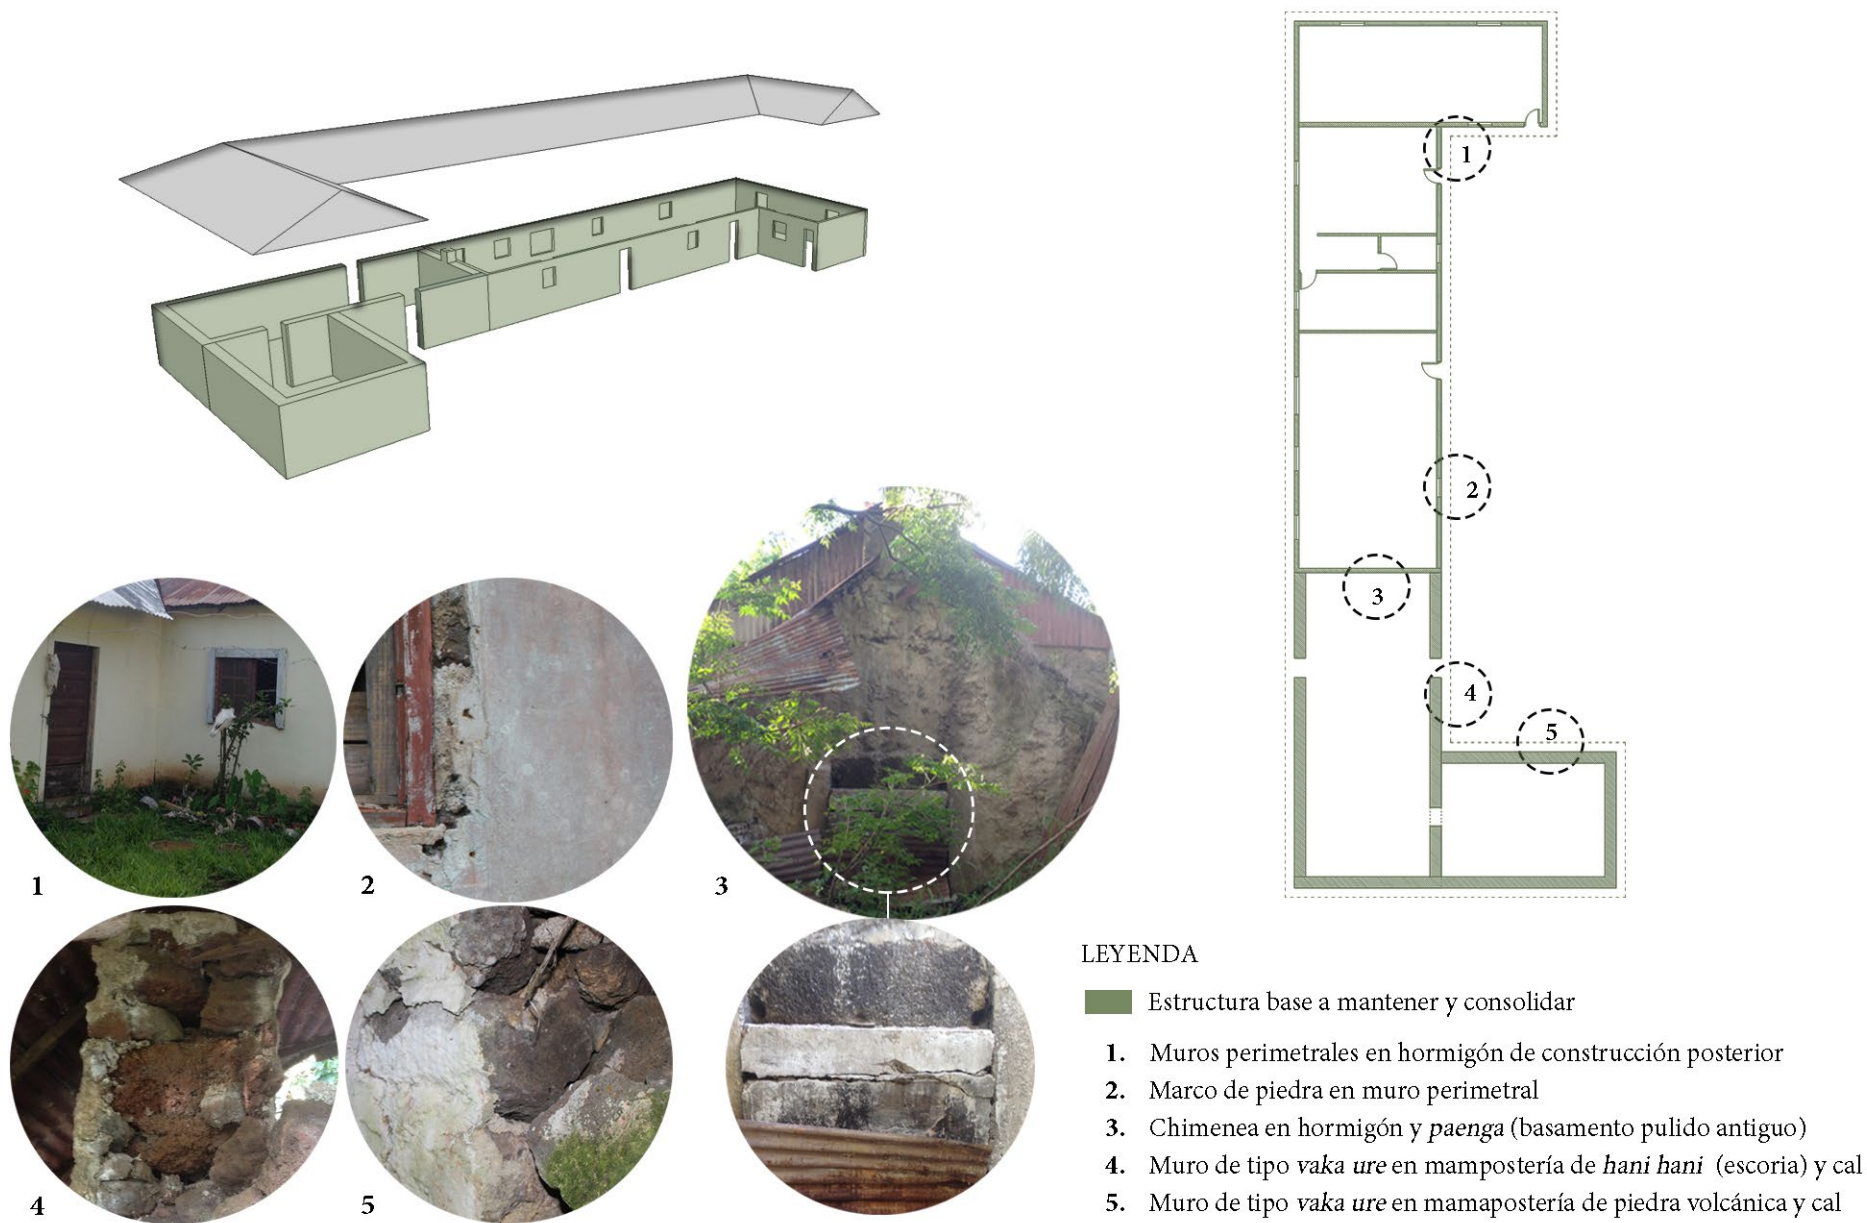 1
2
3
4
5
1
2
3
4
5
LEYENDA
Estructura base a mantener y consolidar
1. Muros perimetrales en hormigón de construcción posterior
2. Marco de piedra en muro perimetral
3. Chimenea en hormigón y paenga (basamento pulido antiguo)
4. Muro de tipo vaka ure en mampostería de hani hani (escoria) y cal
5. Muro de tipo vaka ure en mamapostería de piedra volcánica y cal